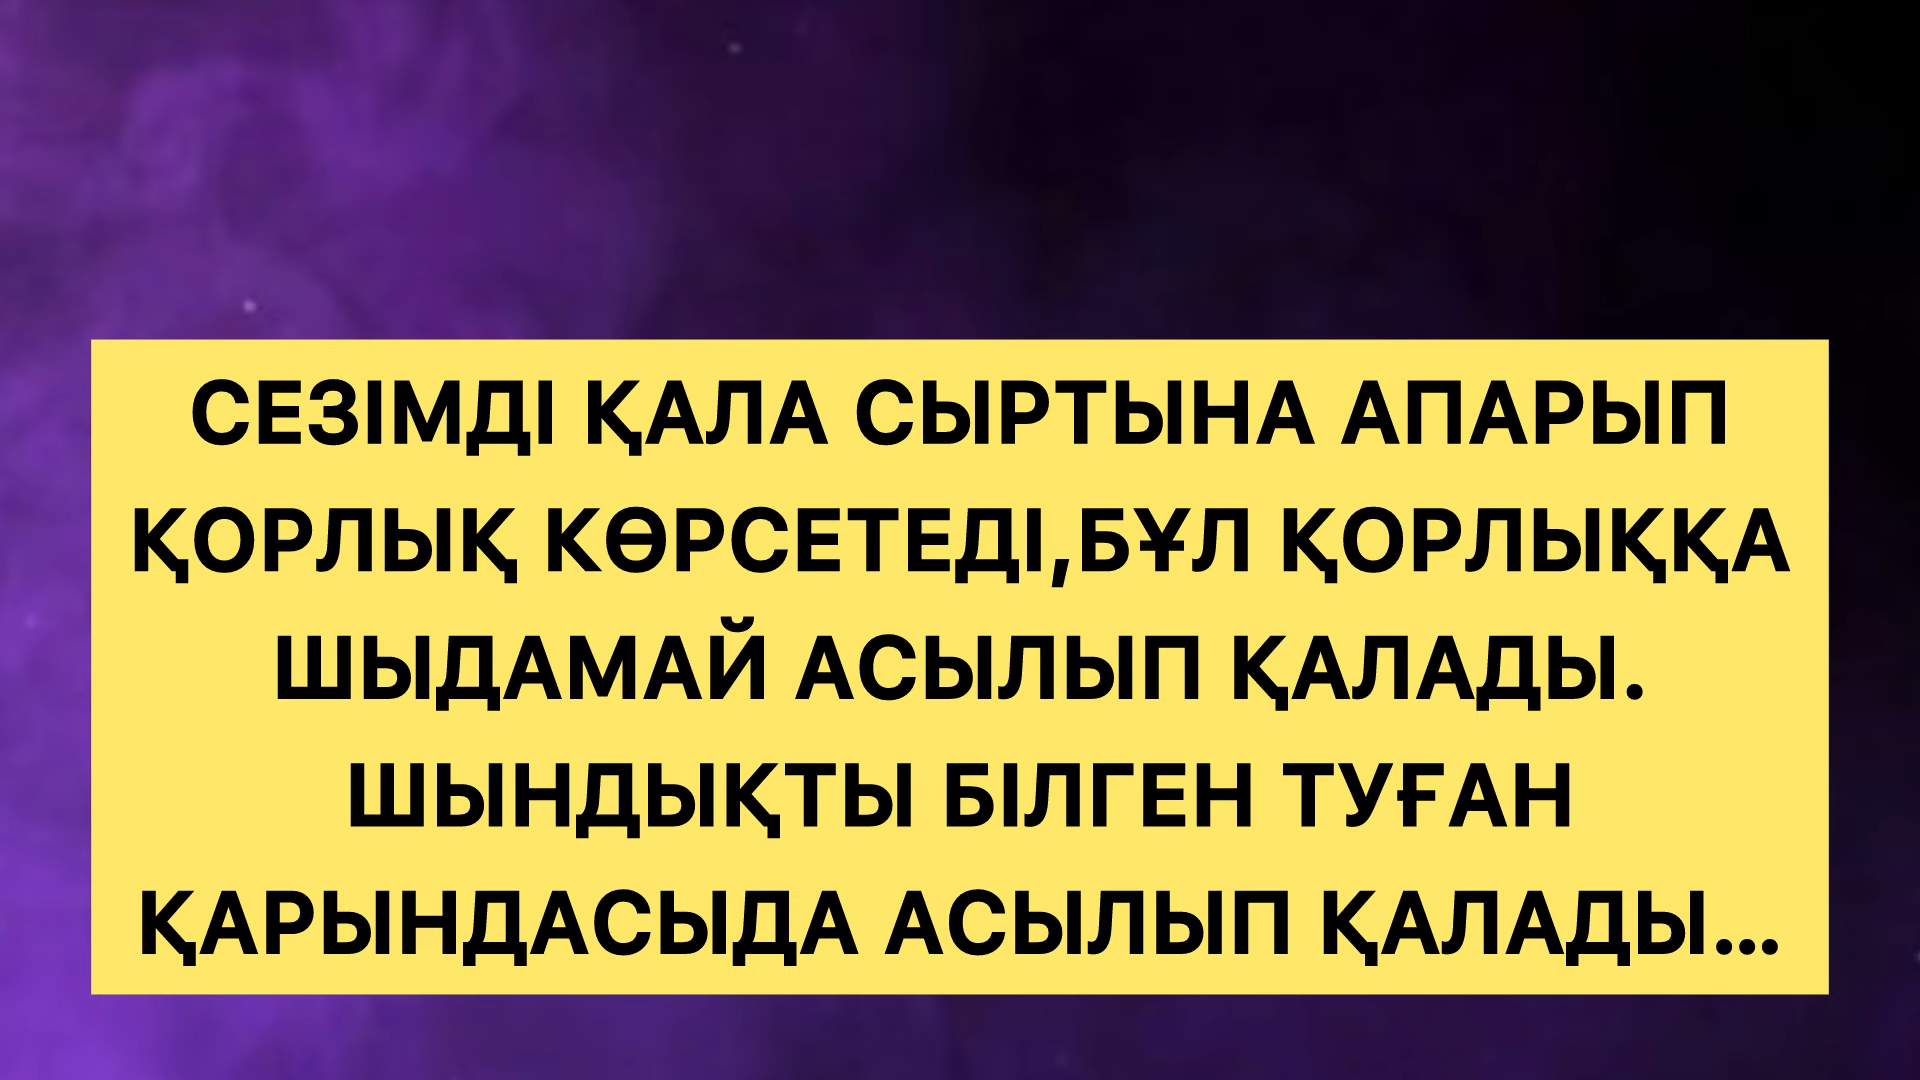 СЕЗІМДІ ҚАЛА СЫРТЫНА АПАРЫП
ҚОРЛЫҚ КӨРСЕТЕДІ,БҰЛ ҚОРЛЫҚҚА
ШЫДАМАЙ АСЫЛЫП ҚАЛАДЫ.
ШЫНДЫҚТЫ БІЛГЕН ТУҒАН
ҚАРЫНДАСЫДА АСЫЛЫП ҚАЛАДЫ...